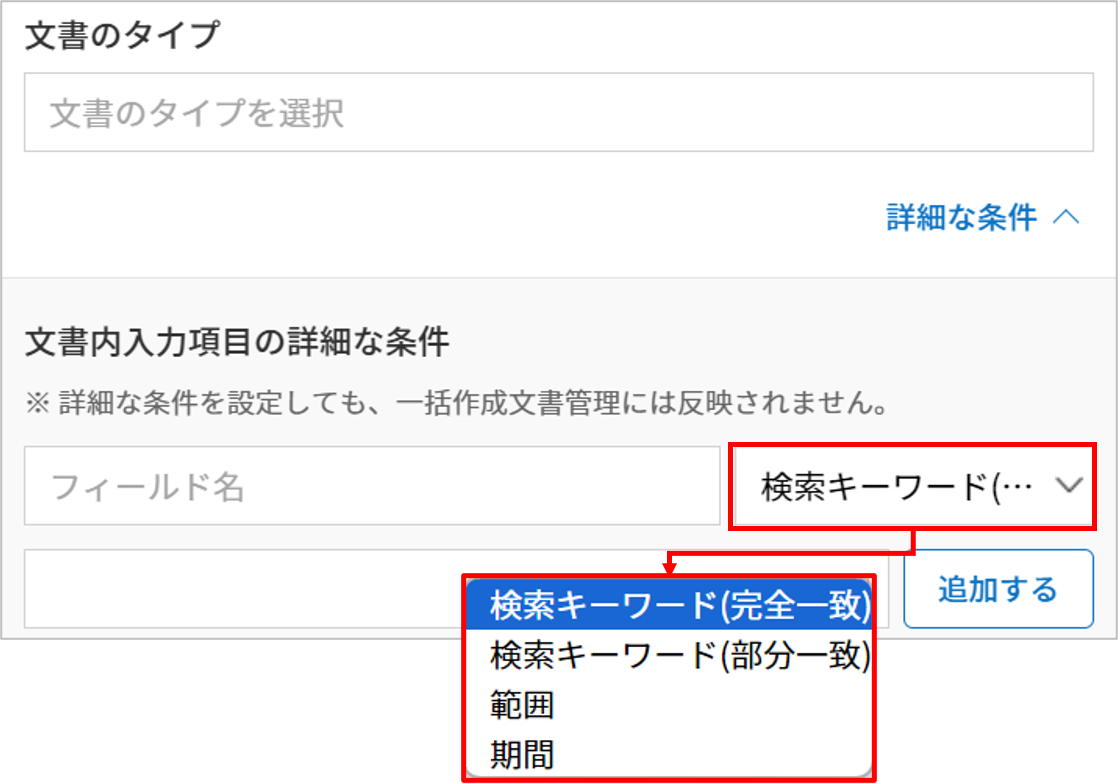 文書のタイプ
文書のタイプを選択
詳細な条件
文書内入力項目の詳細な条件
※ 詳細な条件を設定しても、一括作成文書管理には反映されません。
フィールド名
検索キーワード(…
追加する
検索キーワード(完全一致)
検索キーワード(部分一致)
範囲
期間